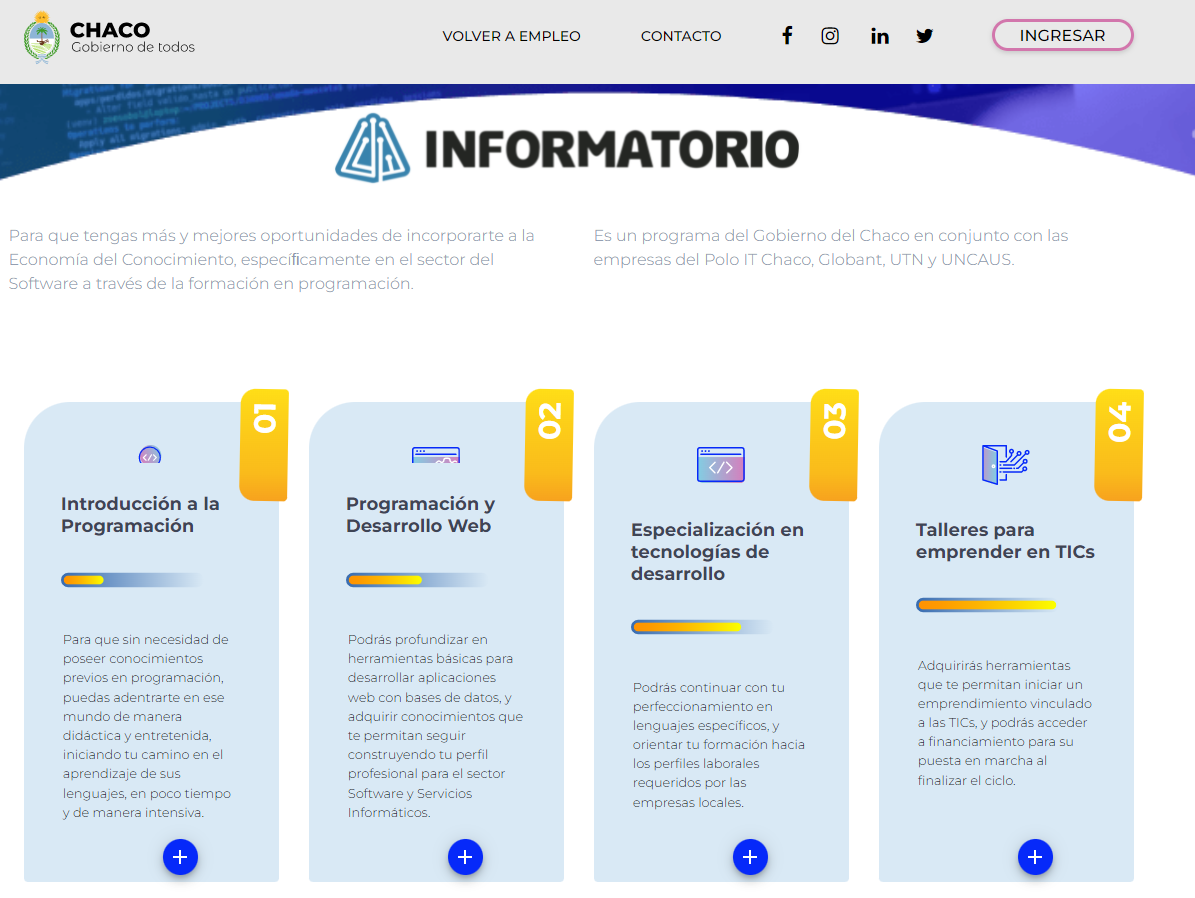 CHACO
Gobierno de todos
VOLVER A EMPLEO
CONTACTO
INGRESAR
INFORMATORIO
Para que tengas más y mejores oportunidades de incorporarte a la
Economía del Conocimiento, específicamente en el sector del
Software a través de la formación en programación.
Es un programa del Gobierno del Chaco en conjunto con las
empresas del Polo IT Chaco, Globant, UTN y UNCAUS.
01
Introducción a la
Programación
Para que sin necesidad de
poseer conocimientos
previos en programación,
puedas adentrarte en ese
mundo de manera
didáctica y entretenida,
iniciando tu camino en el
aprendizaje de sus
lenguajes, en poco tiempo
y de manera intensiva.
+
02
Programación y
Desarrollo Web
Podrás profundizar en
herramientas básicas para
desarrollar aplicaciones
web con bases de datos, y
adquirir conocimientos que
te permitan seguir
construyendo tu perfil
profesional para el sector
Software y Servicios
Informáticos.
+
03
Especialización en
tecnologías de
desarrollo
Podrás continuar con tu
perfeccionamiento en
lenguajes específicos, y
orientar tu formación hacia
los perfiles laborales
requeridos por las
empresas locales.
+
04
Talleres para
emprender en TICs
Adquirirás herramientas
que te permitan iniciar un
emprendimiento vinculado
a las TICs, y podrás acceder
a financiamiento para su
puesta en marcha al
finalizar el ciclo.
+